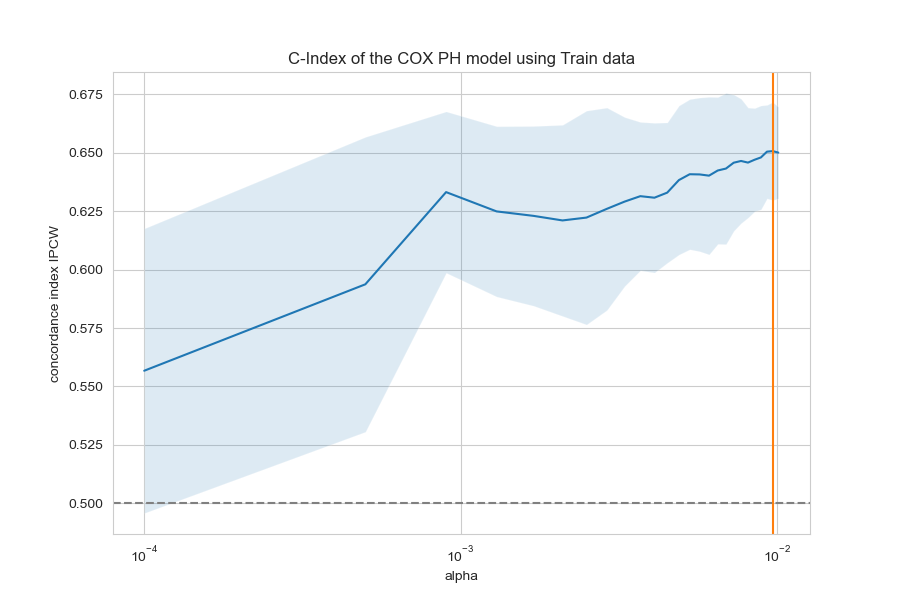 C-Index of the COX PH model using Train data
concordance index IPCW
0.675
0.650
0.625
0.600
0.575
0.550
0.525
0.500
10⁻⁴ 10⁻³ 10⁻²
alpha